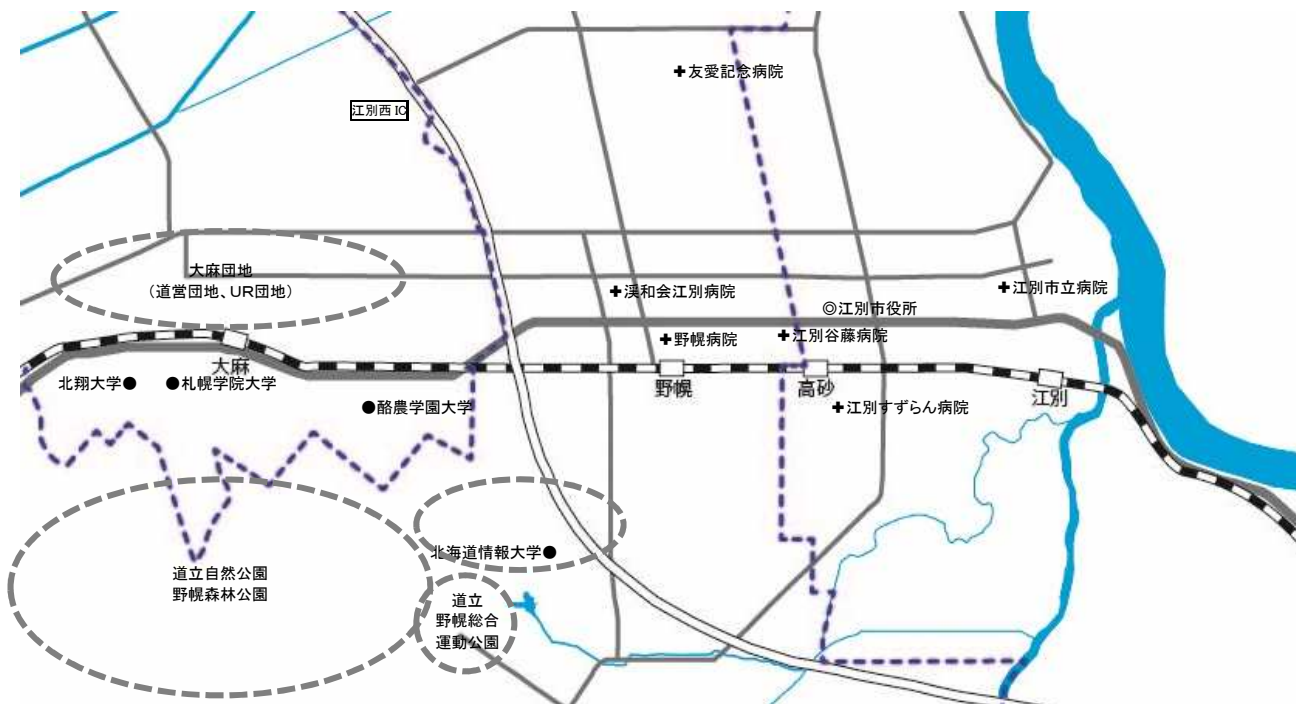 ✚友愛記念病院
江別西IC
大麻団地
（道営団地、UR団地）
✚渓和会江別病院
✚江別市立病院
◎江別市役所
✚野幌病院
✚江別谷藤病院
大麻
野幌
高砂
江別
北翔大学●
●札幌学院大学
●酪農学園大学
✚江別すずらん病院
北海道情報大学●
道立自然公園
野幌森林公園
道立
野幌総合
運動公園